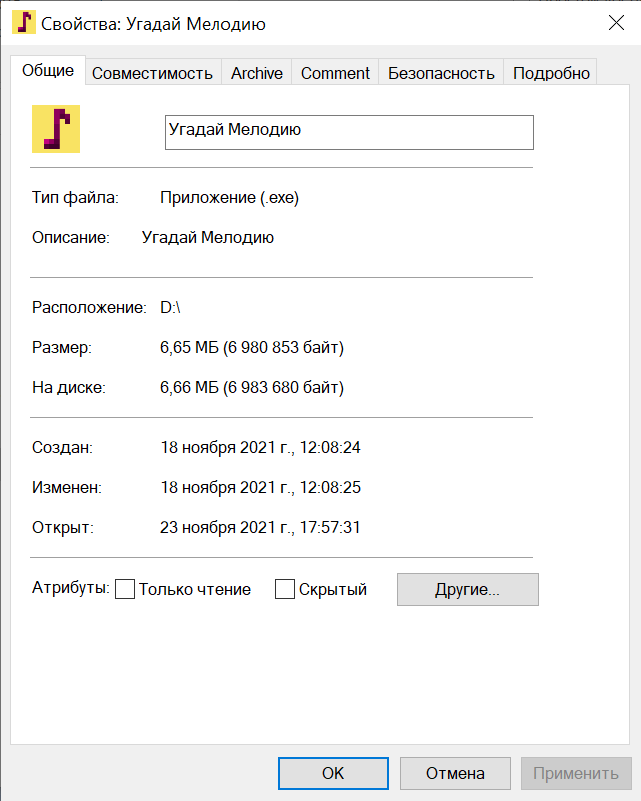 Свойства: Угадай Мелодию
Общие Совместимость Archive Comment Безопасность Подробно
Угадай Мелодию
Тип файла: Приложение (.exe)
Описание: Угадай Мелодию
Расположение: D:\
Размер: 6,65 МБ (6 980 853 байт)
На диске: 6,66 МБ (6 983 680 байт)
Создан: 18 ноября 2021 г., 12:08:24
Изменен: 18 ноября 2021 г., 12:08:25
Открыт: 23 ноября 2021 г., 17:57:31
Атрибуты: Только чтение Скрытый Другие...
OK Отмена Применить